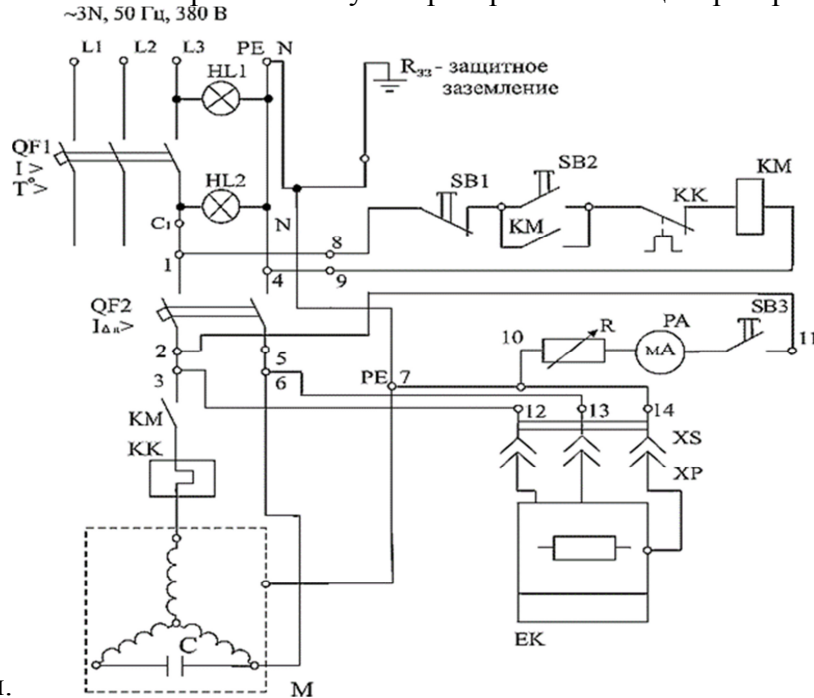 ~3N, 50 Гц, 380 В
L1 L2 L3 PE N
HL1
Rзз - защитное
заземление
QF1
I >
T°>
HL2
SB1
SB2
KK
KM
C1
N
KM
8
1
4
9
QF2
IΔn>
10
R
PA
мА
SB3
11
2
5
3
6
PE
7
12
13
14
KM
XS
KK
XP
C
EK
M